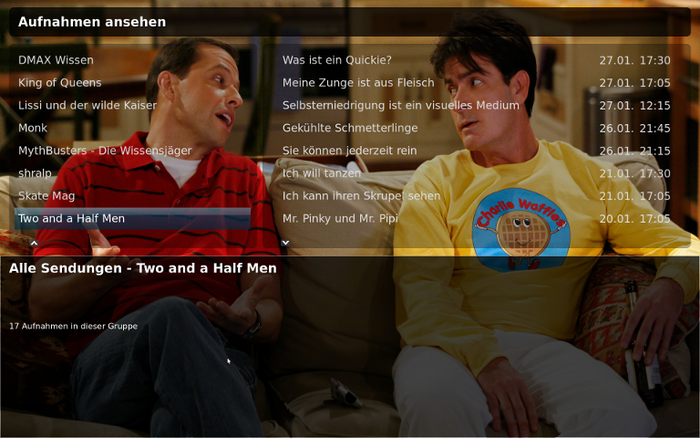 Aufnahmen ansehen
DMAX Wissen
King of Queens
Lissi und der wilde Kaiser
Monk
MythBusters - Die Wissensjäger
shralp
Skate Mag
Two and a Half Men
Was ist ein Quickie? 27.01. 17:30
Meine Zunge ist aus Fleisch 27.01. 17:05
Selbsterniedrigung ist ein visuelles Medium 27.01. 12:15
Gekühlte Schmetterlinge 26.01. 21:45
Sie können jederzeit rein 26.01. 21:15
Ich will tanzen 21.01. 17:30
Ich kann ihren Skrupel sehen 21.01. 17:05
Mr. Pinky und Mr. Pipi 20.01. 17:05
Charlie Waffles
Alle Sendungen - Two and a Half Men
17 Aufnahmen in dieser Gruppe